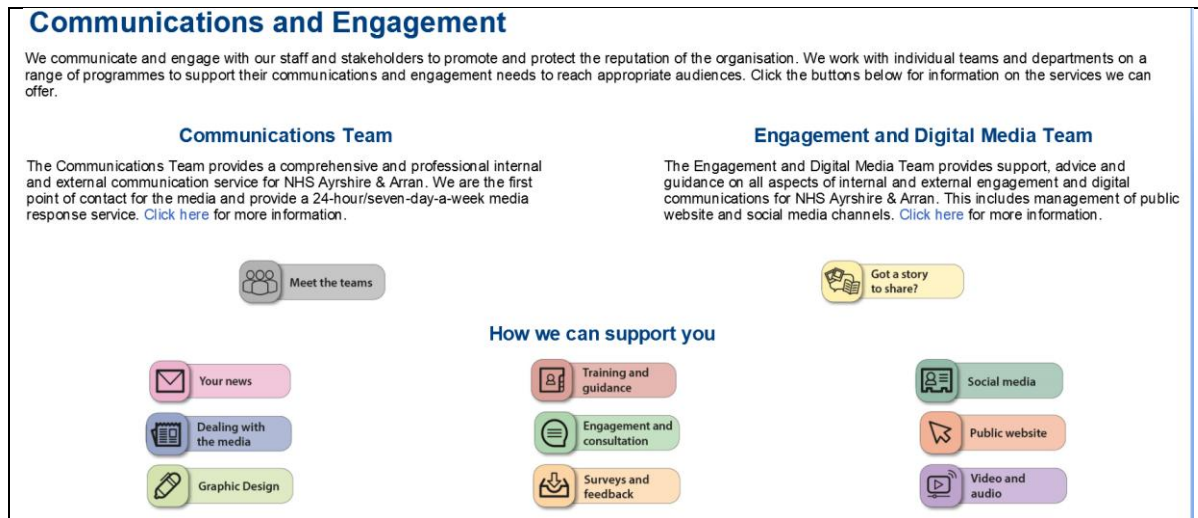 Communications and Engagement
We communicate and engage with our staff and stakeholders to promote and protect the reputation of the organisation. We work with individual teams and departments on a
range of programmes to support their communications and engagement needs to reach appropriate audiences. Click the buttons below for information on the services we can
offer.
Communications Team
The Communications Team provides a comprehensive and professional internal
and external communication service for NHS Ayrshire & Arran. We are the first
point of contact for the media and provide a 24-hour/seven-day-a-week media
response service. Click here for more information.
Engagement and Digital Media Team
The Engagement and Digital Media Team provides support, advice and
guidance on all aspects of internal and external engagement and digital
communications for NHS Ayrshire & Arran. This includes management of public
website and social media channels. Click here for more information.
Meet the teams
Got a story
to share?
How we can support you
Your news
Training and
guidance
Social media
Dealing with
the media
Engagement and
consultation
Public website
Graphic Design
Surveys and
feedback
Video and
audio